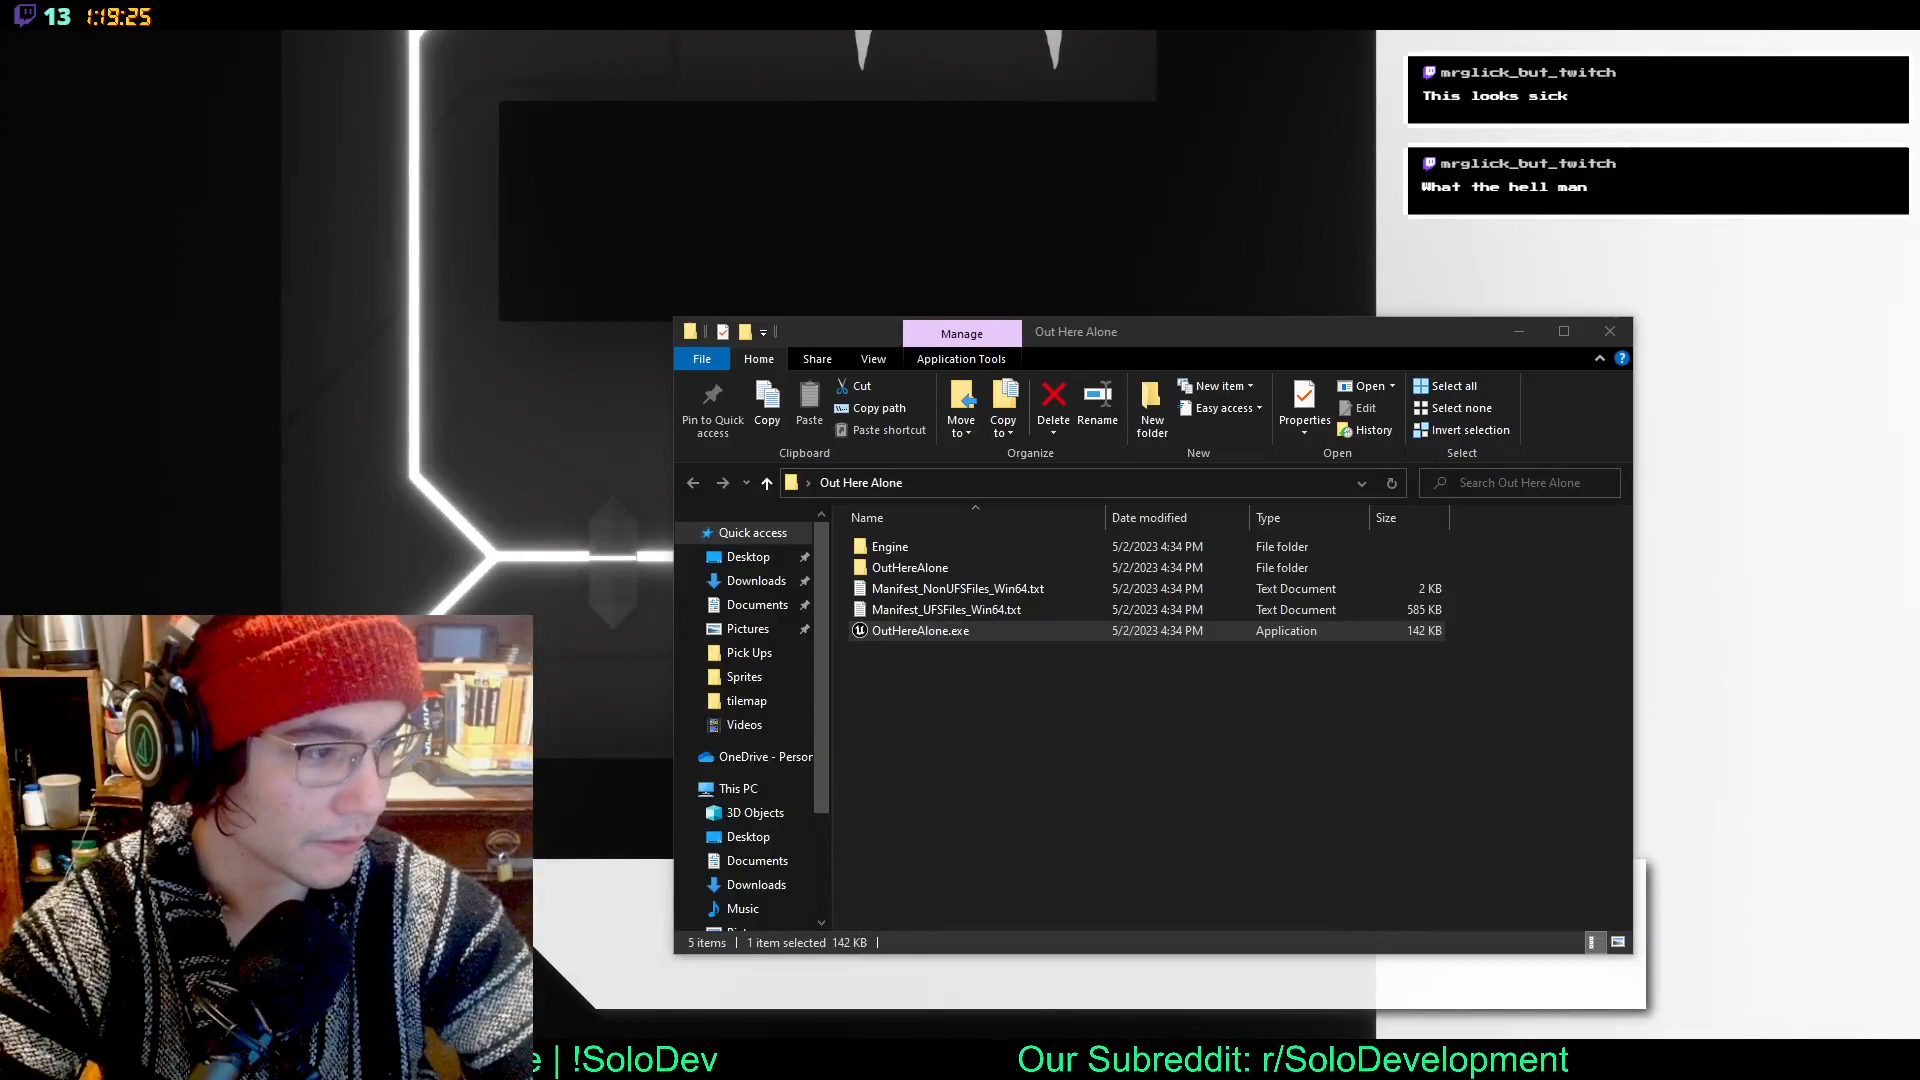 13 1:19:25
mrglick_but_twitch
This looks sick
mrglick_but_twitch
What the hell man
Manage Out Here Alone
File Home Share View Application Tools
Pin to Quick access
Copy
Paste
Cut
Copy path
Paste shortcut
Clipboard
Move to
Copy to
Delete
Rename
Organize
New folder
New item
Easy access
New
Properties
Open
Edit
History
Open
Select all
Select none
Invert selection
Select
Out Here Alone
Search Out Here Alone
Quick access
Desktop
Downloads
Documents
Pictures
Pick Ups
Sprites
tilemap
Videos
OneDrive - Person
This PC
3D Objects
Desktop
Documents
Downloads
Music
Name Date modified Type Size
Engine 5/2/2023 4:34 PM File folder
OutHereAlone 5/2/2023 4:34 PM File folder
Manifest_NonUFSFiles_Win64.txt 5/2/2023 4:34 PM Text Document 2 KB
Manifest_UFSFiles_Win64.txt 5/2/2023 4:34 PM Text Document 585 KB
OutHereAlone.exe 5/2/2023 4:34 PM Application 142 KB
5 items 1 item selected 142 KB
e | !SoloDev Our Subreddit: r/SoloDevelopment